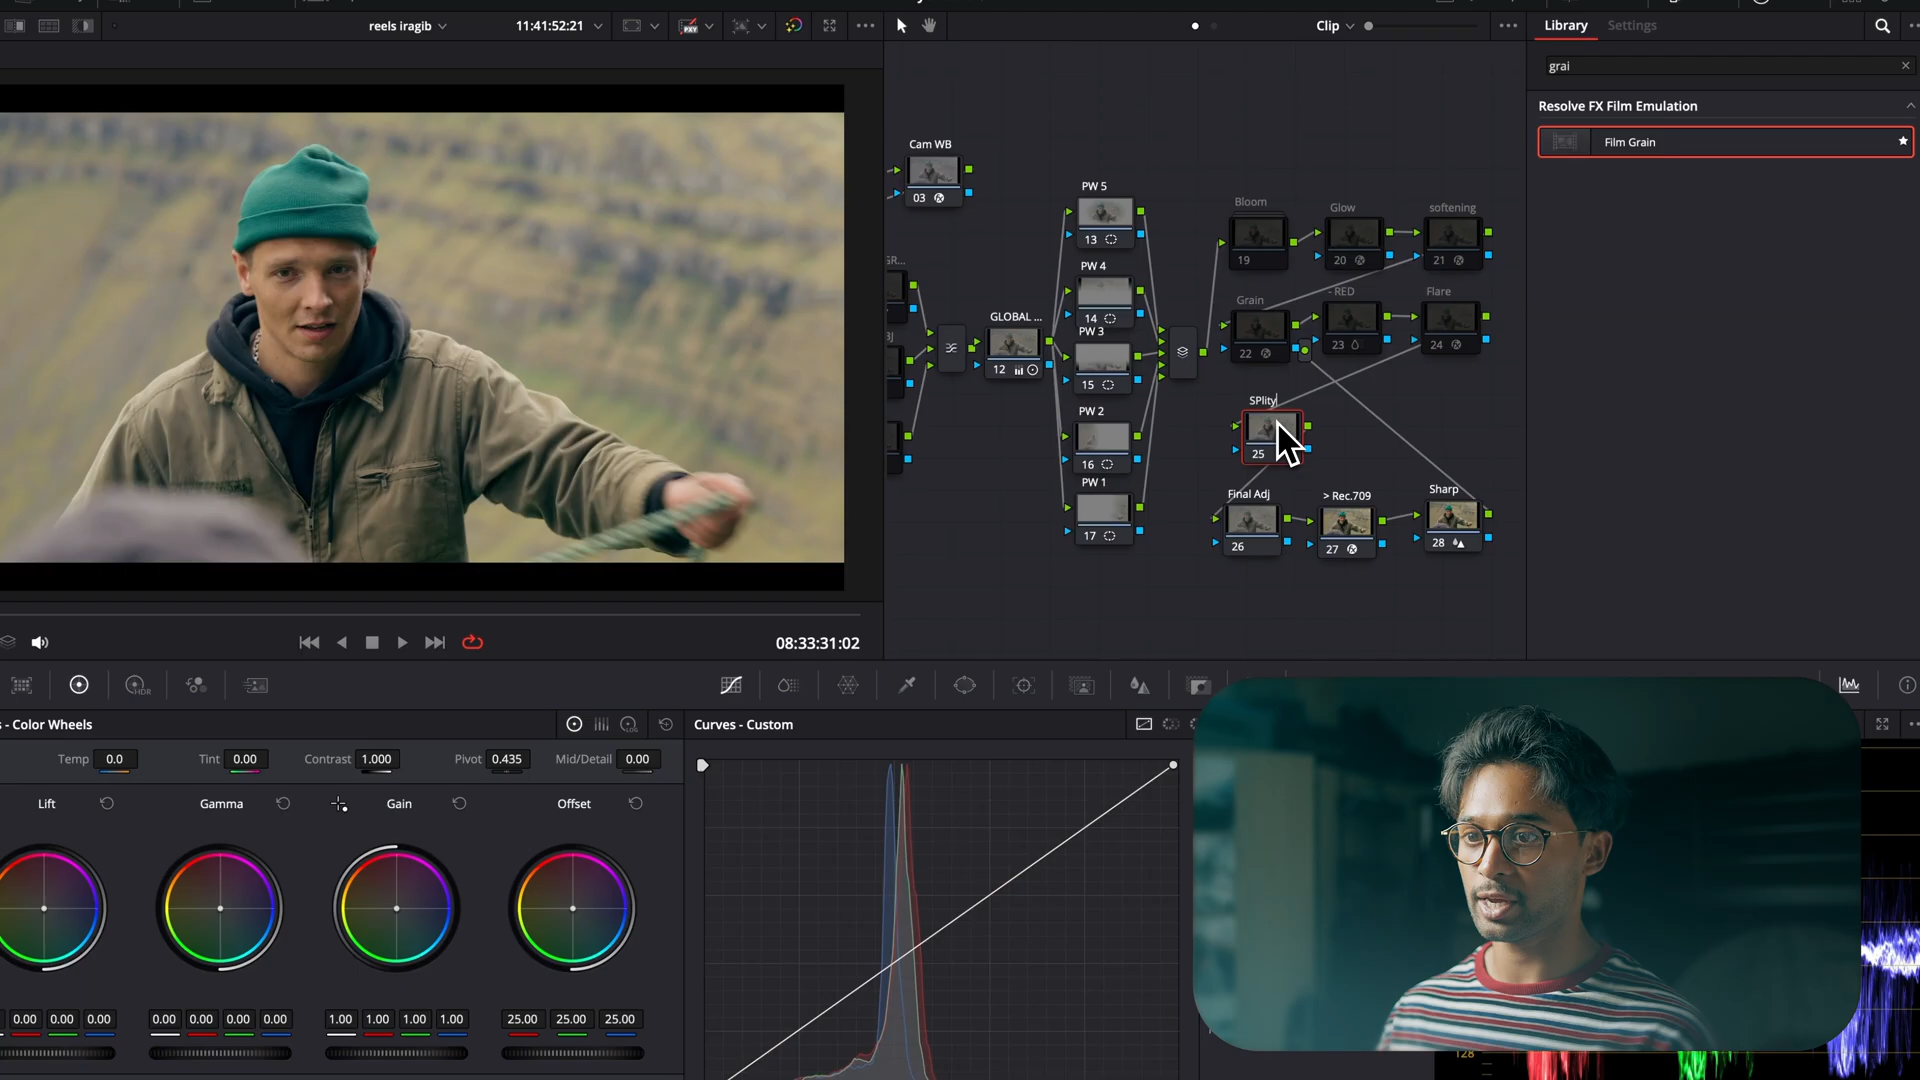 reels iragib
11:41:52:21
PXY
Clip
Library
Settings
grai
Resolve FX Film Emulation
Film Grain
Cam WB
03
PW 5
13
PW 4
14
PW 3
15
PW 2
16
PW 1
17
GR...
GLOBAL ...
12
Bloom
19
Glow
20
softening
21
Grain
22
- RED
23
Flare
24
SPlity
25
Final Adj
26
> Rec.709
27
Sharp
28
08:33:31:02
HDR
- Color Wheels
LOG
Curves - Custom
Temp 0.0
Tint 0.00
Contrast 1.000
Pivot 0.435
Mid/Detail 0.00
Lift
Gamma
Gain
Offset
0.00 0.00 0.00
0.00 0.00 0.00 0.00
1.00 1.00 1.00 1.00
25.00 25.00 25.00
128